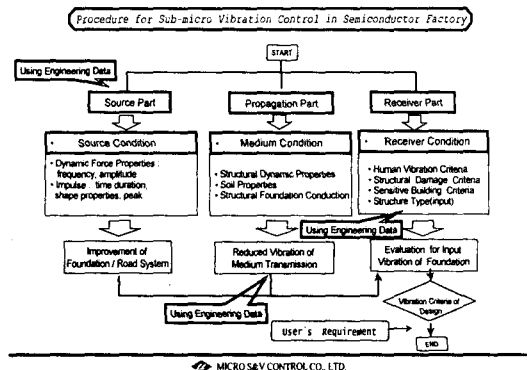 Procedure for Sub-micro Vibration Control in Semiconductor Factory
START
Using Engineering Data
Source Part
Propagation Part
Receiver Part
Source Condition
Medium Condition
Receiver Condition
• Dynamic Force Properties :
frequency, amplitude
• Impulse : time duration,
shape properties, peak
• Structural Dynamic Properties
• Soil Properties
• Structural Foundation Conduction
• Human Vibration Criteria
• Structural Damage Criteria
• Sensitive Building Criteria
• Structure Type(input)
Using Engineering Data
Improvement of
Foundation / Road System
Reduced Vibration of
Medium Transmission
Evaluation for Input
Vibration of Foundation
Using Engineering Data
Vibration Criteria of
Design
User's Requirement
END
MICRO S&V CONTROL CO., LTD.